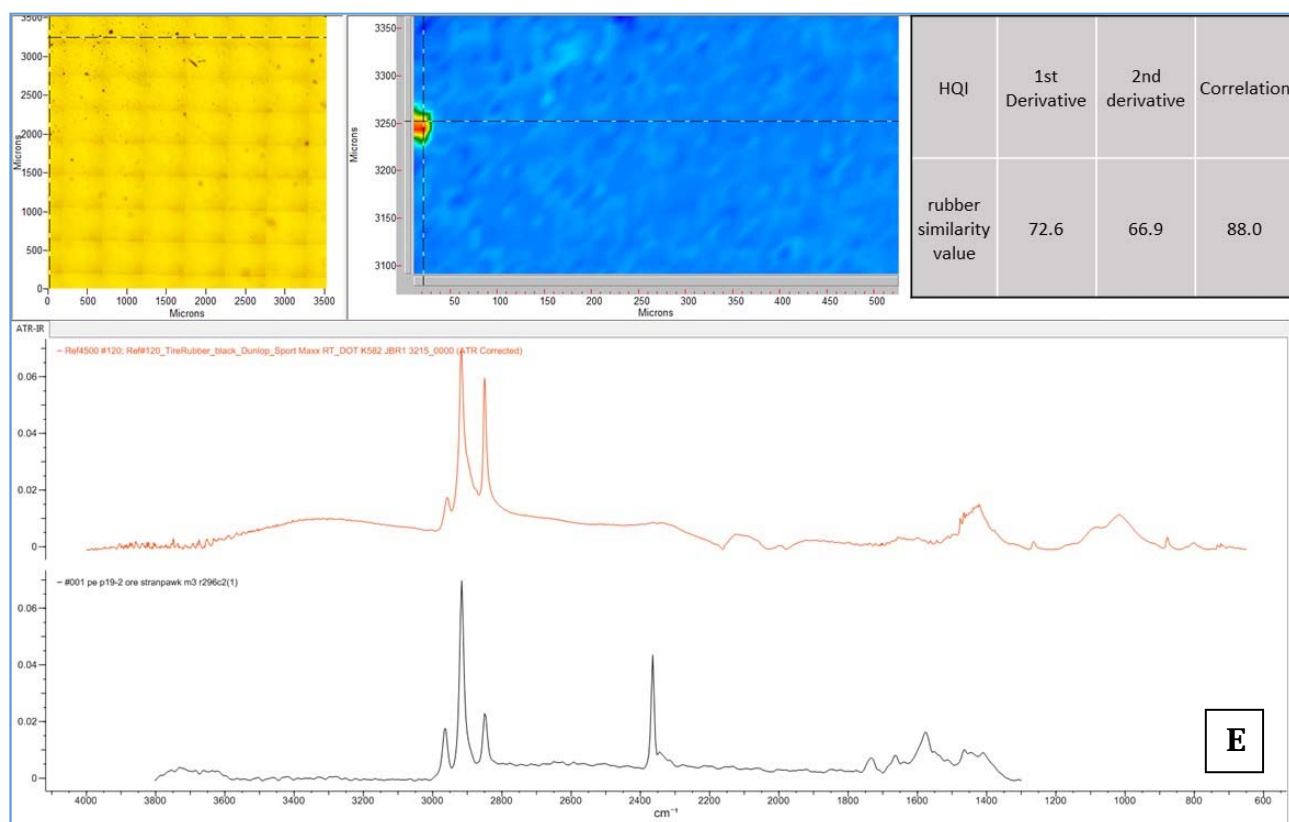 3500
3000
2500
2000
1500
1000
500
0
Microns
0 500 1000 1500 2000 2500 3000 3500
Microns
3350
3300
3250
3200
3150
3100
Microns
50 100 150 200 250 300 350 400 450 500
Microns
HQI 1st Derivative 2nd derivative Correlation
rubber similarity value 72.6 66.9 88.0
ATR-IR
Ref4500 #120; Ref#120_TireRubber_black_Dunlop_Sport Maxx RT_DOT K582 JBR1 3215_0000 (ATR Corrected)
0.06
0.04
0.02
0
#001 pe p19-2 ore stranpawk m3 r296c2(1)
0.06
0.04
0.02
0
E
4000 3800 3600 3400 3200 3000 2800 2600 2400 2200 2000 1800 1600 1400 1200 1000 800 600
cm⁻¹